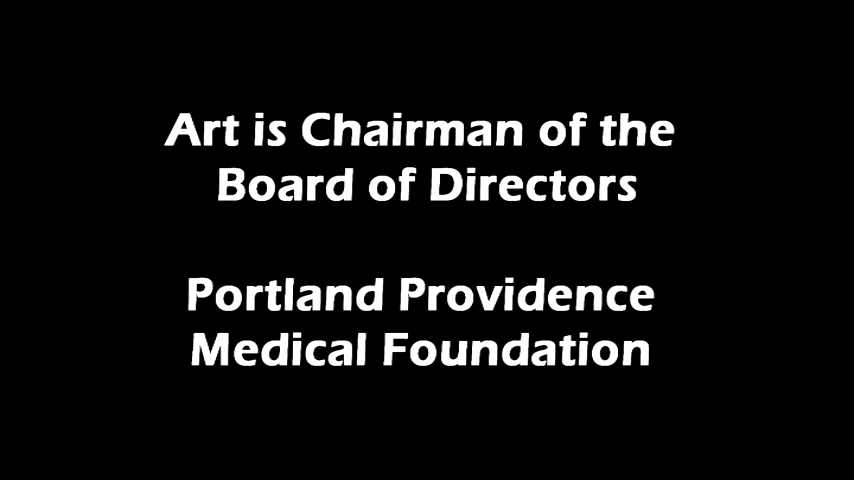 Art is Chairman of the
Board of Directors
Portland Providence
Medical Foundation